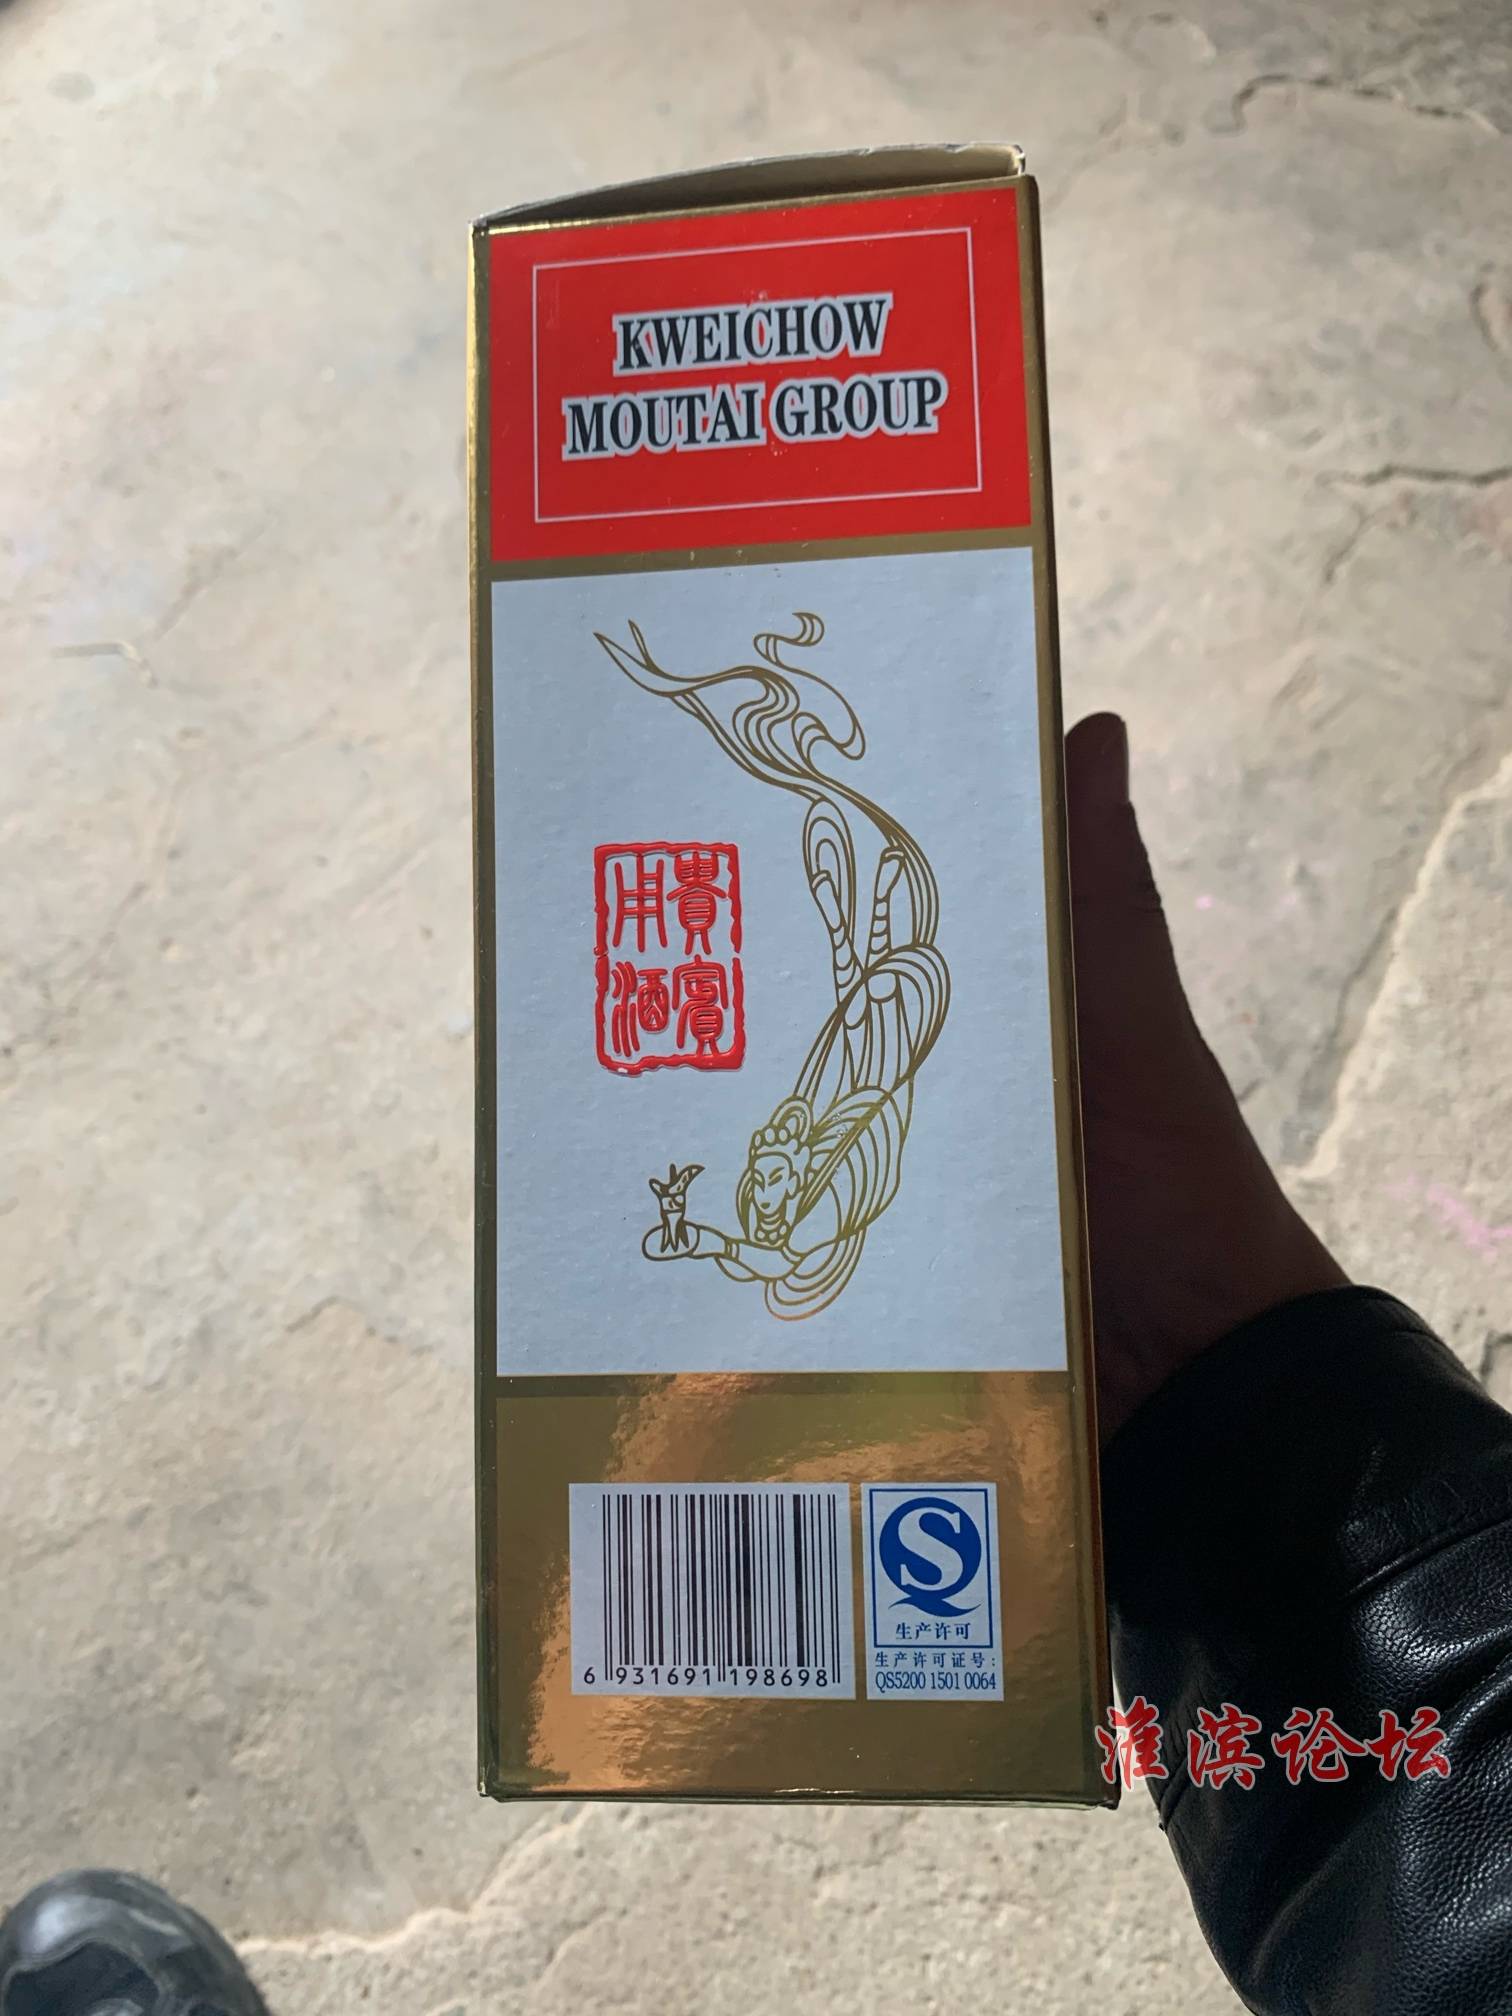 KWEICHOW
MOUTAI GROUP
貴賓
用酒
S
生产许可
生产许可证号:
QS5200 1501 0064
6 931691 198698
淮滨论坛